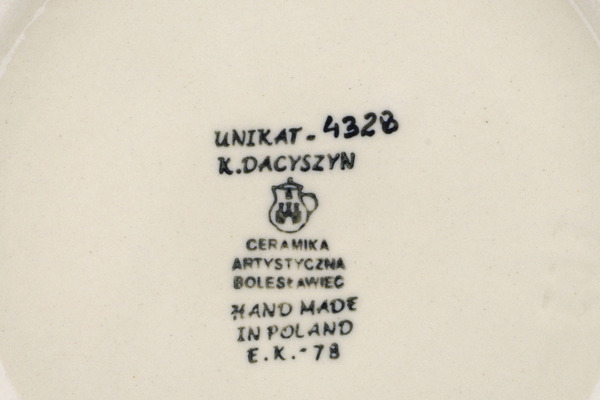 UNIKAT - 4328
K. DACYSZYN
CERAMIKA
ARTYSTYCZNA
BOLESŁAWIEC
HAND MADE
IN POLAND
E.K.-78